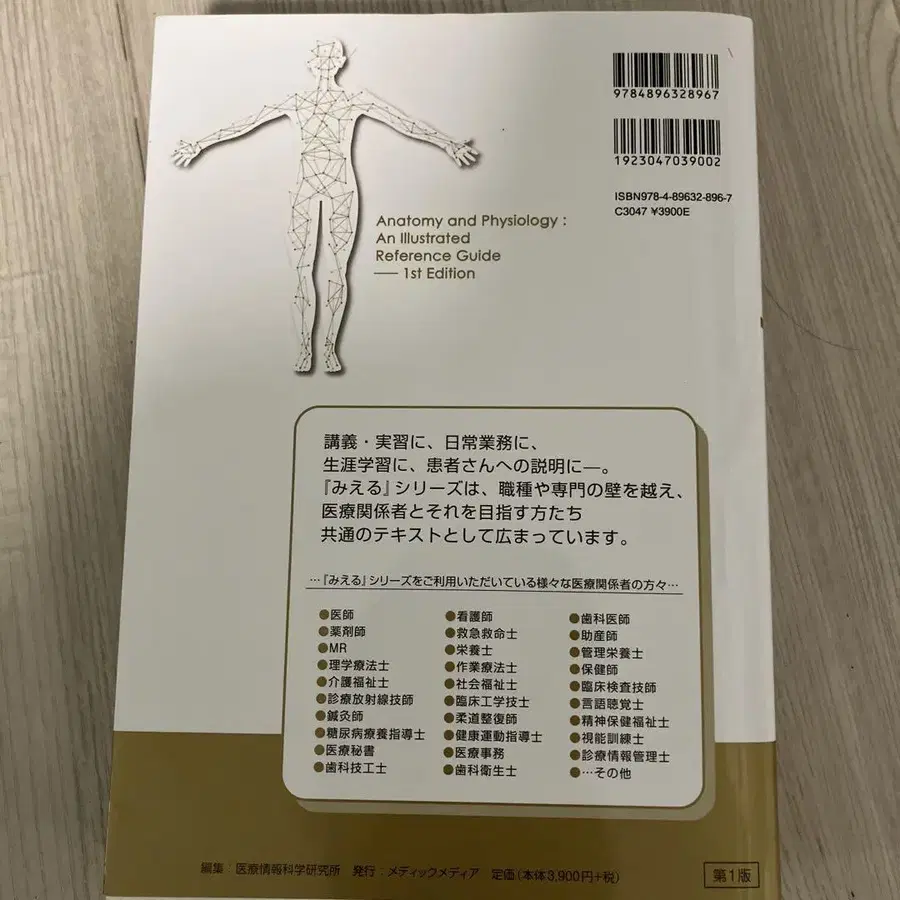 9784896328967
1923047039002
ISBN978-4-89632-896-7
C3047 ¥3900E
Anatomy and Physiology :
An Illustrated
Reference Guide
— 1st Edition
講義・実習に、日常業務に、
生涯学習に、患者さんへの説明に―。
『みえる』シリーズは、職種や専門の壁を越え、
医療関係者とそれを目指す方たち
共通のテキストとして広まっています。
…『みえる』シリーズをご利用いただいている様々な医療関係者の方々…
●医師 ●看護師 ●歯科医師
●薬剤師 ●救急救命士 ●助産師
●MR ●栄養士 ●管理栄養士
●理学療法士 ●作業療法士 ●保健師
●介護福祉士 ●社会福祉士 ●臨床検査技師
●診療放射線技師 ●臨床工学技士 ●言語聴覚士
●鍼灸師 ●柔道整復師 ●精神保健福祉士
●糖尿病療養指導士 ●健康運動指導士 ●視能訓練士
●医療秘書 ●医療事務 ●診療情報管理士
●歯科技工士 ●歯科衛生士 ●…その他
編集：医療情報科学研究所 発行：メディックメディア 定価（本体3,900円+税） 第1版